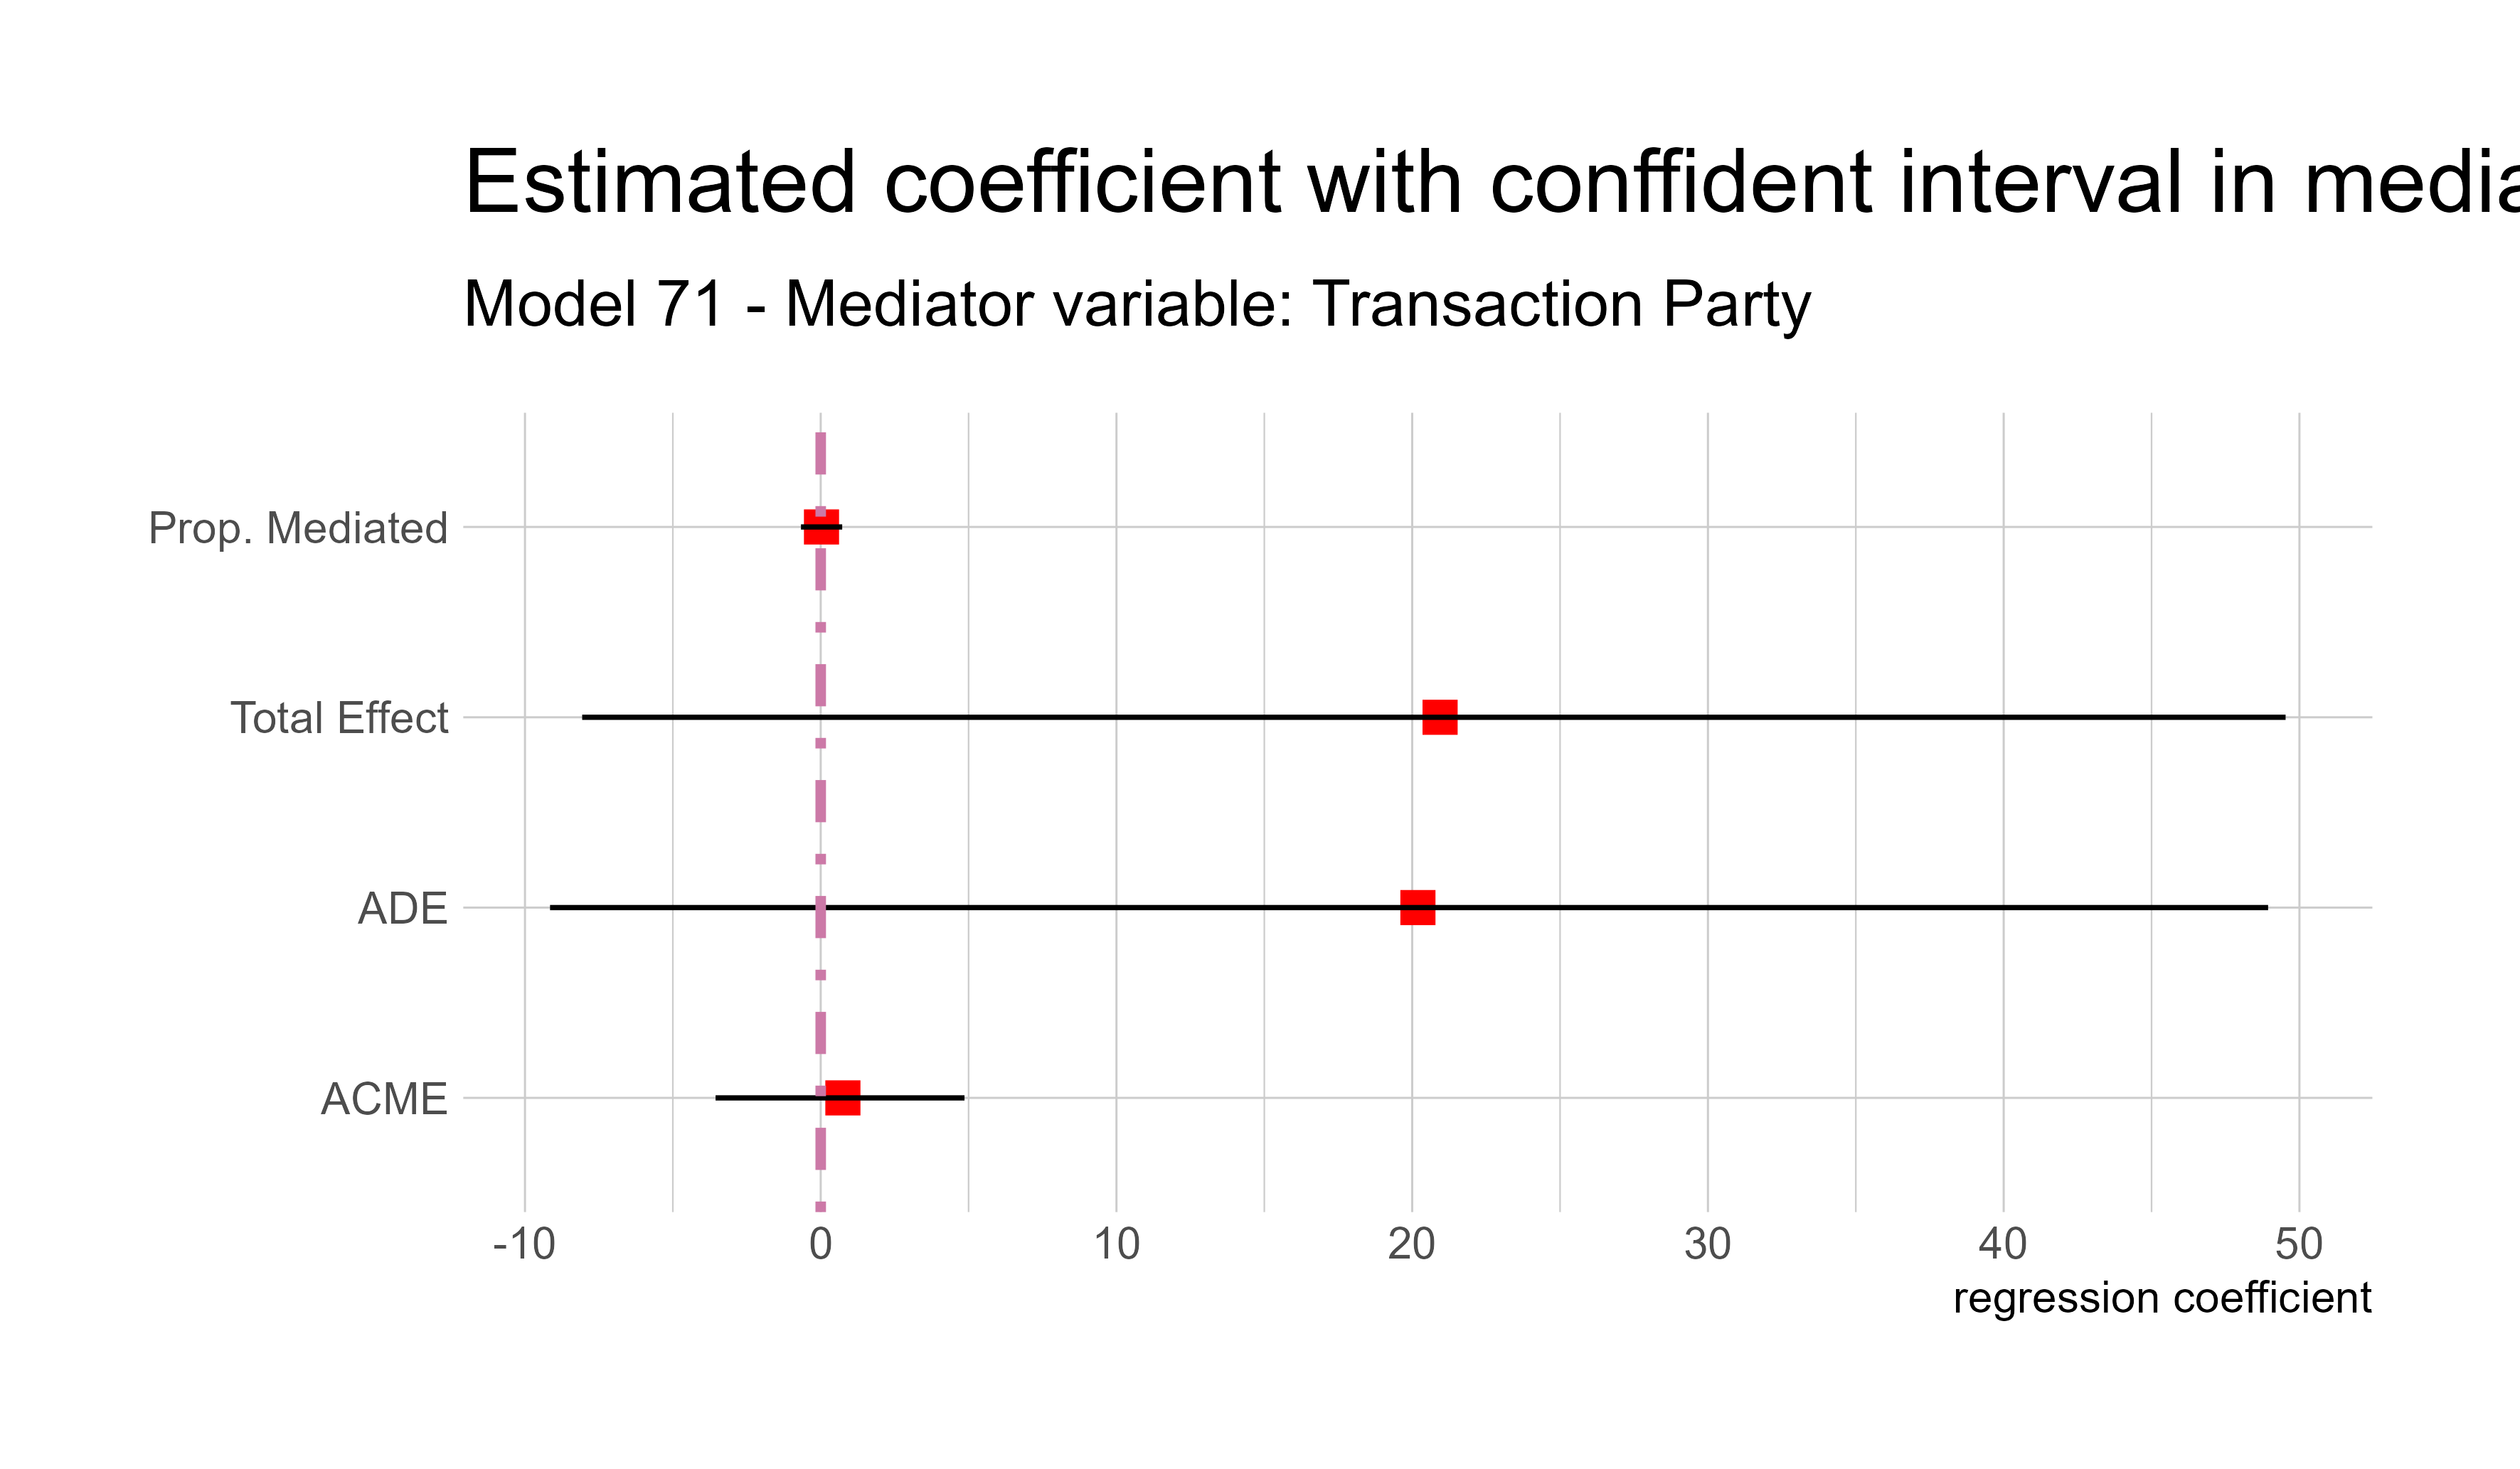 Estimated coefficient with conffident interval in media
Model 71 - Mediator variable: Transaction Party
Prop. Mediated
Total Effect
ADE
ACME
-10 0 10 20 30 40 50
regression coefficient